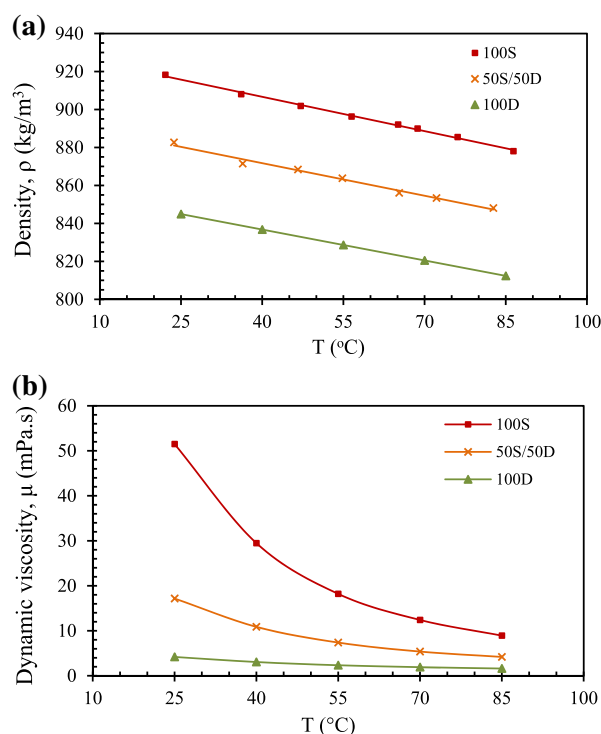 (a)
940
920
900
880
860
840
820
800
Density, ρ (kg/m³)
100S
50S/50D
100D
10 25 40 55 70 85 100
T (°C)
(b)
60
50
40
30
20
10
0
Dynamic viscosity, μ (mPa.s)
100S
50S/50D
100D
10 25 40 55 70 85 100
T (°C)